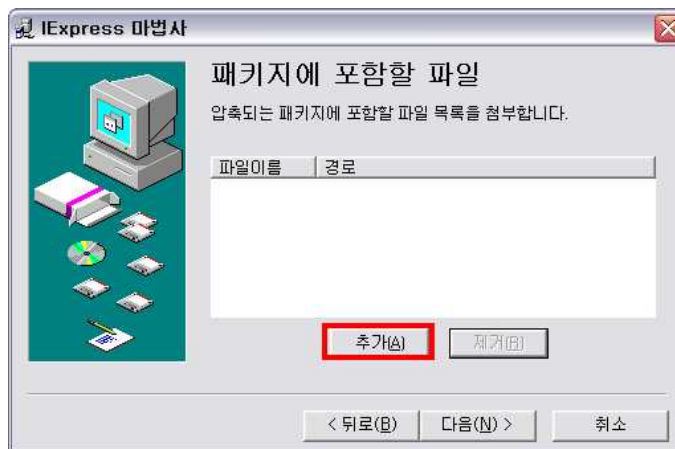 IExpress 마법사
패키지에 포함할 파일
압축되는 패키지에 포함할 파일 목록을 첨부합니다.
파일이름 경로
추가(A) 제거(R)
< 뒤로(B) 다음(N) > 취소